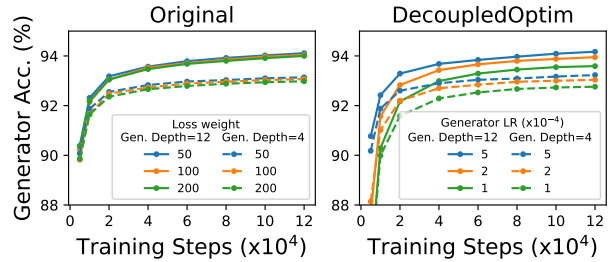 Original
DecoupledOptim
Generator Acc. (%)
94
92
90
88
Loss weight
Gen. Depth=12 Gen. Depth=4
50 50
100 100
200 200
0 2 4 6 8 10 12
Training Steps (x10⁴)
94
92
90
88
Generator LR (x10⁻⁴)
Gen. Depth=12 Gen. Depth=4
5 5
2 2
1 1
0 2 4 6 8 10 12
Training Steps (x10⁴)